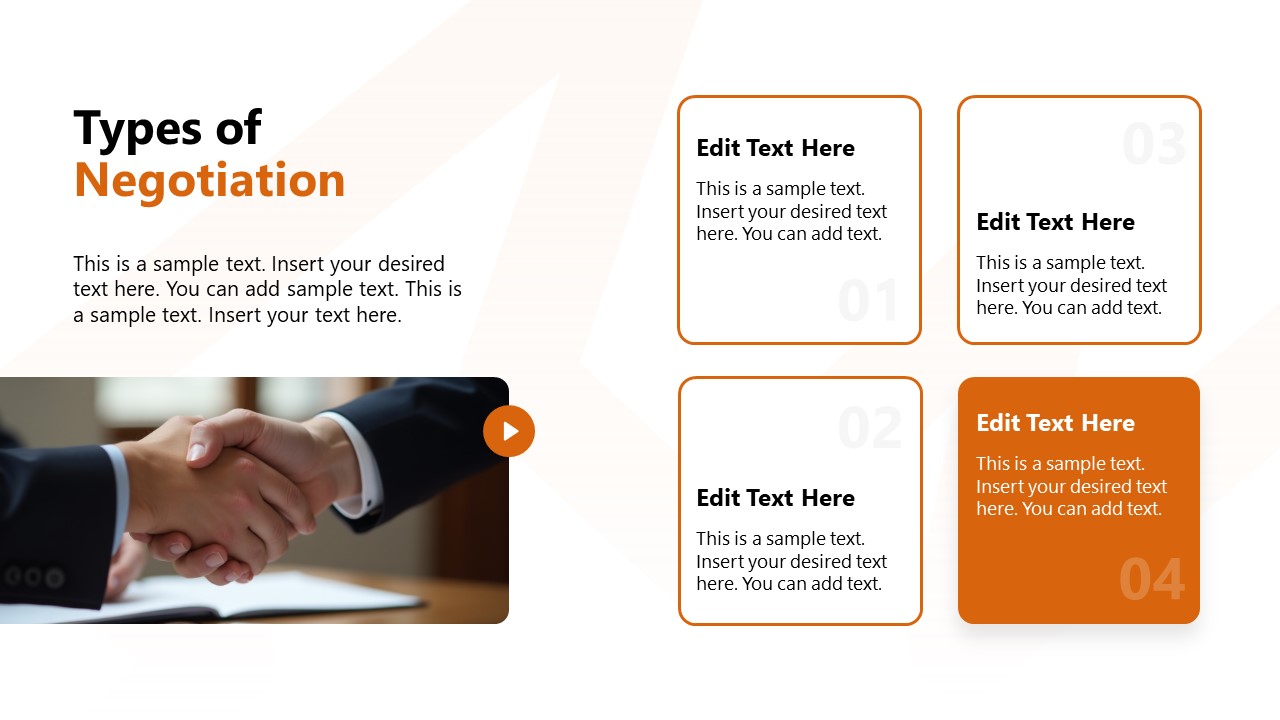 Types of
Negotiation
This is a sample text. Insert your desired
text here. You can add sample text. This is
a sample text. Insert your text here.
Edit Text Here
This is a sample text.
Insert your desired text
here. You can add text.
01
02
Edit Text Here
This is a sample text.
Insert your desired text
here. You can add text.
03
Edit Text Here
This is a sample text.
Insert your desired text
here. You can add text.
Edit Text Here
This is a sample text.
Insert your desired text
here. You can add text.
04